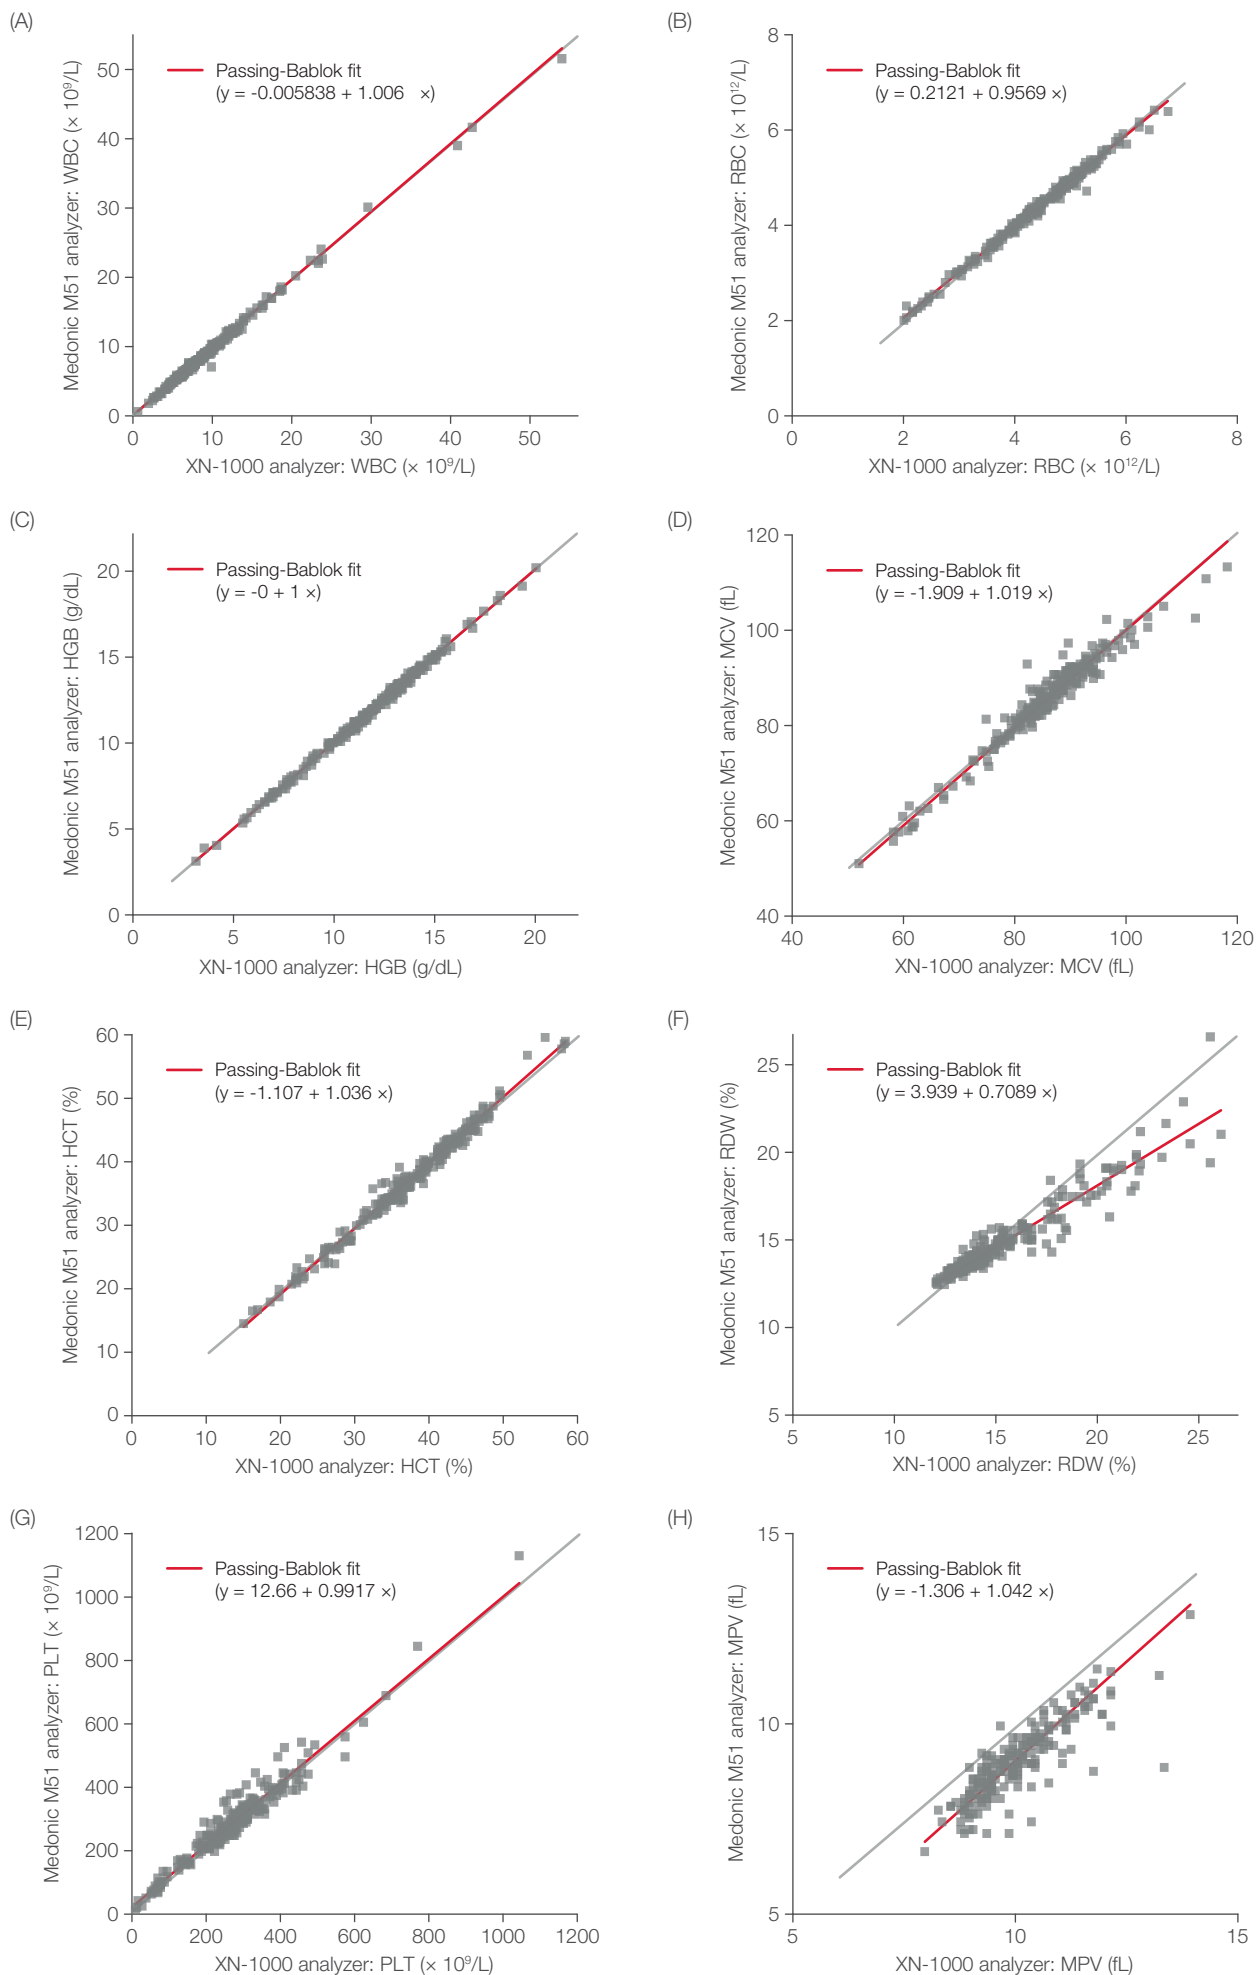 (A)
Medonic M51 analyzer: WBC (× 10⁹/L)
50
40
30
20
10
0
Passing-Bablok fit
(y = -0.005838 + 1.006 ×)
0 10 20 30 40 50
XN-1000 analyzer: WBC (× 10⁹/L)
(B)
Medonic M51 analyzer: RBC (× 10¹²/L)
8
6
4
2
0
Passing-Bablok fit
(y = 0.2121 + 0.9569 ×)
0 2 4 6 8
XN-1000 analyzer: RBC (× 10¹²/L)
(C)
Medonic M51 analyzer: HGB (g/dL)
20
15
10
5
0
Passing-Bablok fit
(y = -0 + 1 ×)
0 5 10 15 20
XN-1000 analyzer: HGB (g/dL)
(D)
Medonic M51 analyzer: MCV (fL)
120
100
80
60
40
Passing-Bablok fit
(y = -1.909 + 1.019 ×)
40 60 80 100 120
XN-1000 analyzer: MCV (fL)
(E)
Medonic M51 analyzer: HCT (%)
60
50
40
30
20
10
0
Passing-Bablok fit
(y = -1.107 + 1.036 ×)
0 10 20 30 40 50 60
XN-1000 analyzer: HCT (%)
(F)
Medonic M51 analyzer: RDW (%)
25
20
15
10
5
Passing-Bablok fit
(y = 3.939 + 0.7089 ×)
5 10 15 20 25
XN-1000 analyzer: RDW (%)
(G)
Medonic M51 analyzer: PLT (× 10⁹/L)
1200
1000
800
600
400
200
0
Passing-Bablok fit
(y = 12.66 + 0.9917 ×)
0 200 400 600 800 1000 1200
XN-1000 analyzer: PLT (× 10⁹/L)
(H)
Medonic M51 analyzer: MPV (fL)
15
10
5
Passing-Bablok fit
(y = -1.306 + 1.042 ×)
5 10 15
XN-1000 analyzer: MPV (fL)